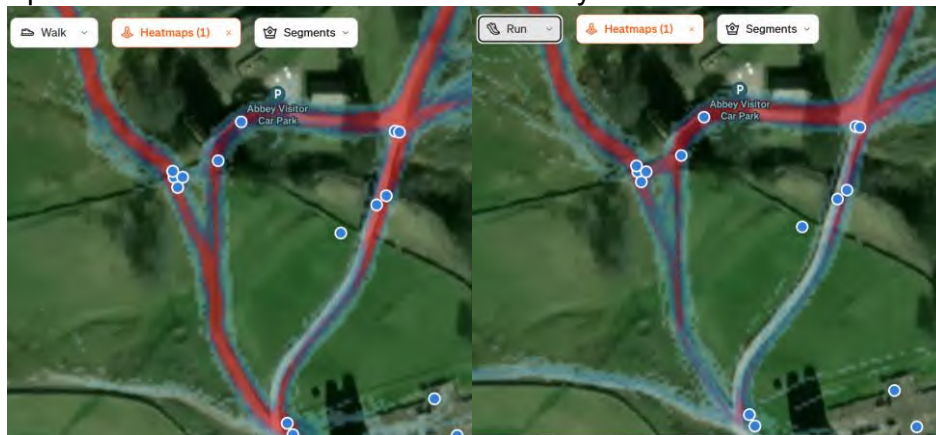 Walk
Heatmaps (1) ×
Segments
P
Abbey Visitor
Car Park
Run
Heatmaps (1) ×
Segments
P
Abbey Visitor
Car Park